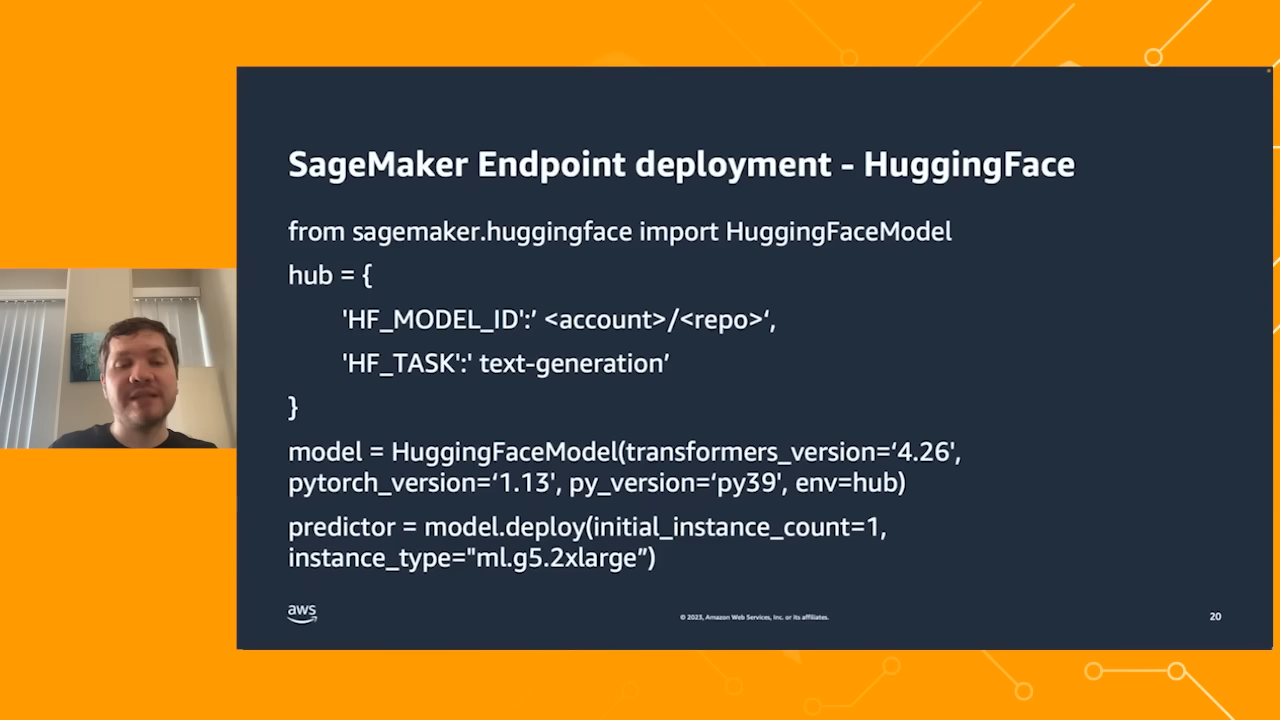 SageMaker Endpoint deployment - HuggingFace
from sagemaker.huggingface import HuggingFaceModel
hub = {
'HF_MODEL_ID':’ <account>/<repo>‘,
'HF_TASK':' text-generation’
}
model = HuggingFaceModel(transformers_version=‘4.26',
pytorch_version=‘1.13', py_version=‘py39', env=hub)
predictor = model.deploy(initial_instance_count=1,
instance_type="ml.g5.2xlarge”)
aws
© 2023, Amazon Web Services, Inc. or its affiliates.
20